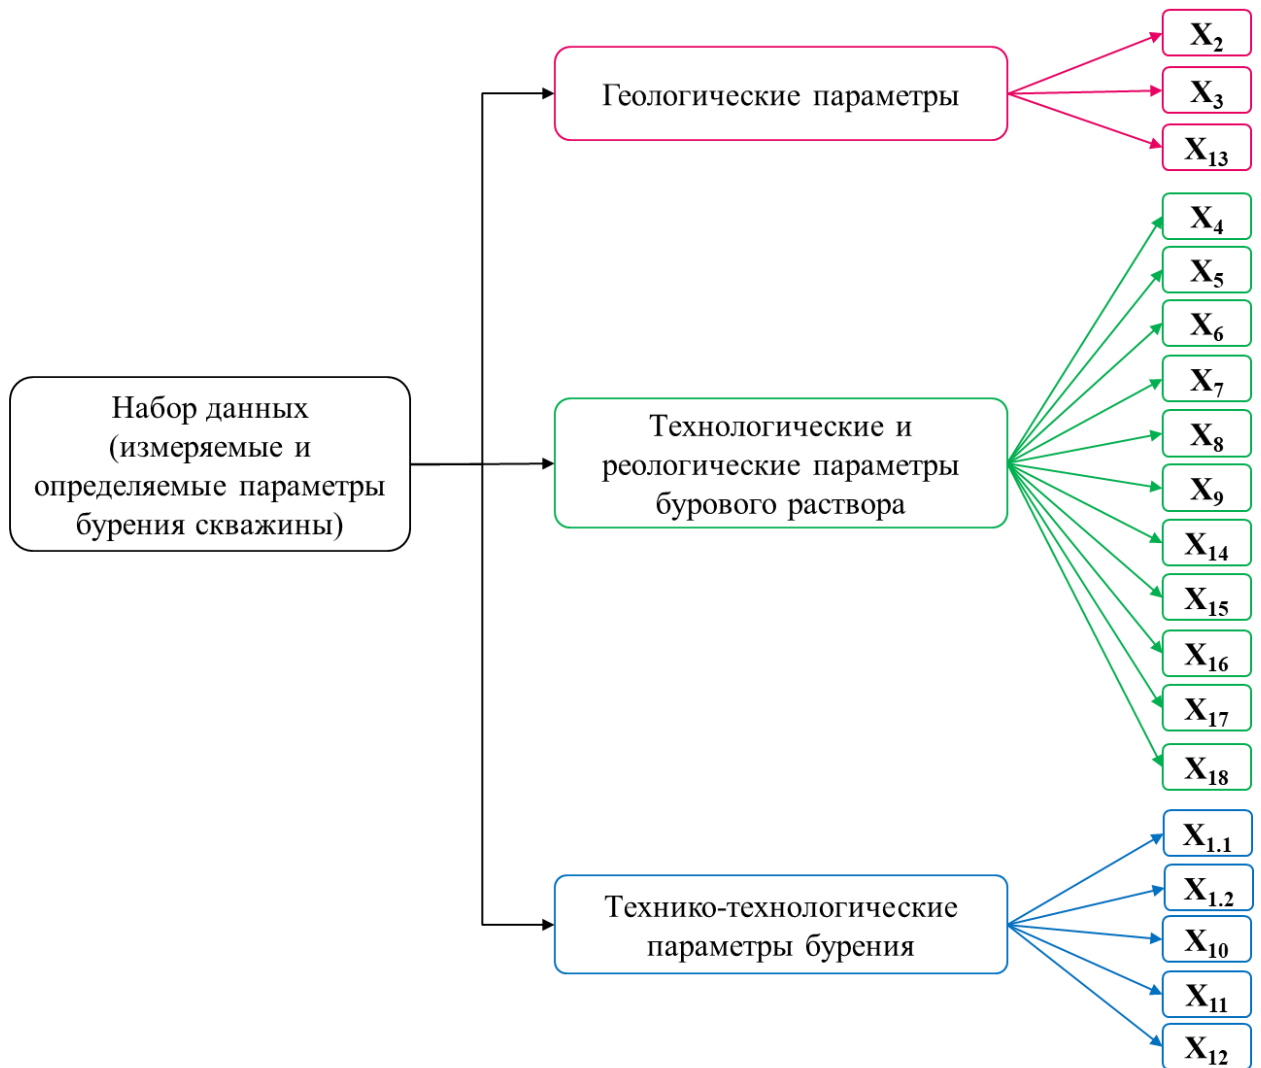 Набор данных
(измеряемые и
определяемые параметры
бурения скважины)
Геологические параметры
X₂
X₃
X₁₃
Технологические и
реологические параметры
бурового раствора
X₄
X₅
X₆
X₇
X₈
X₉
X₁₄
X₁₅
X₁₆
X₁₇
X₁₈
Технико-технологические
параметры бурения
X₁.₁
X₁.₂
X₁₀
X₁₁
X₁₂